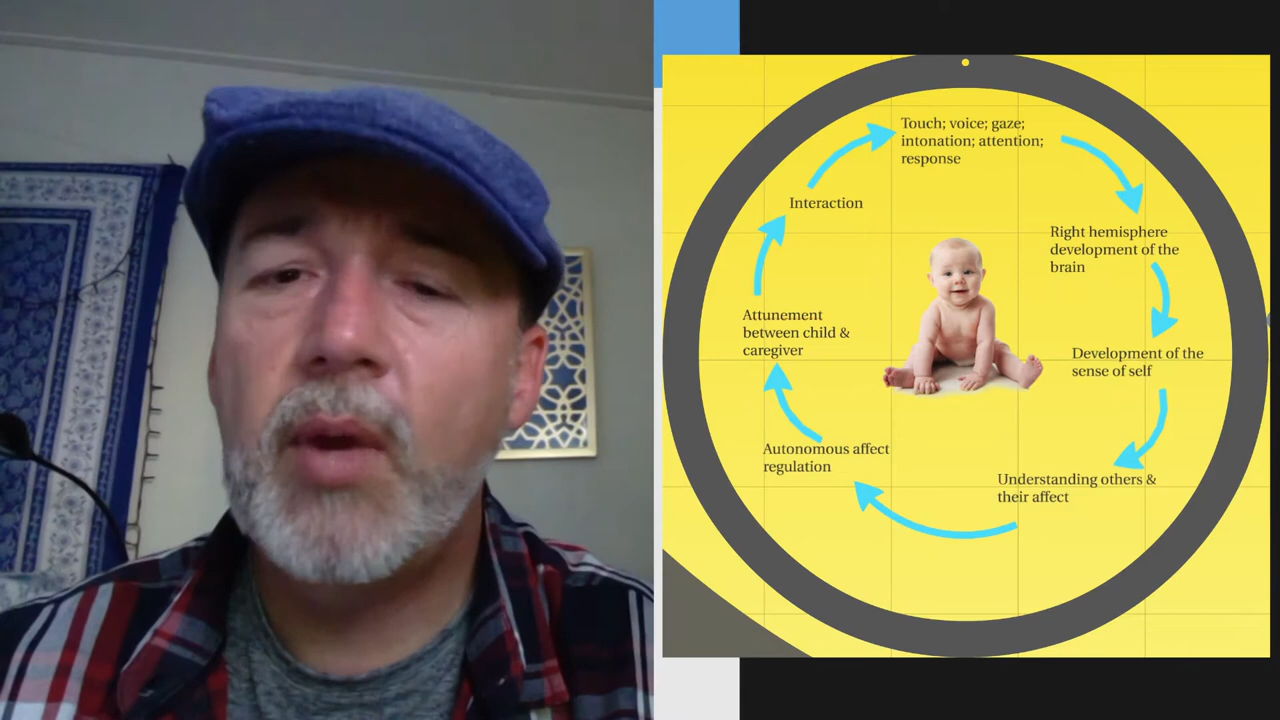 Touch; voice; gaze;
intonation; attention;
response
Interaction
Right hemisphere
development of the
brain
Attunement
between child &
caregiver
Development of the
sense of self
Autonomous affect
regulation
Understanding others &
their affect